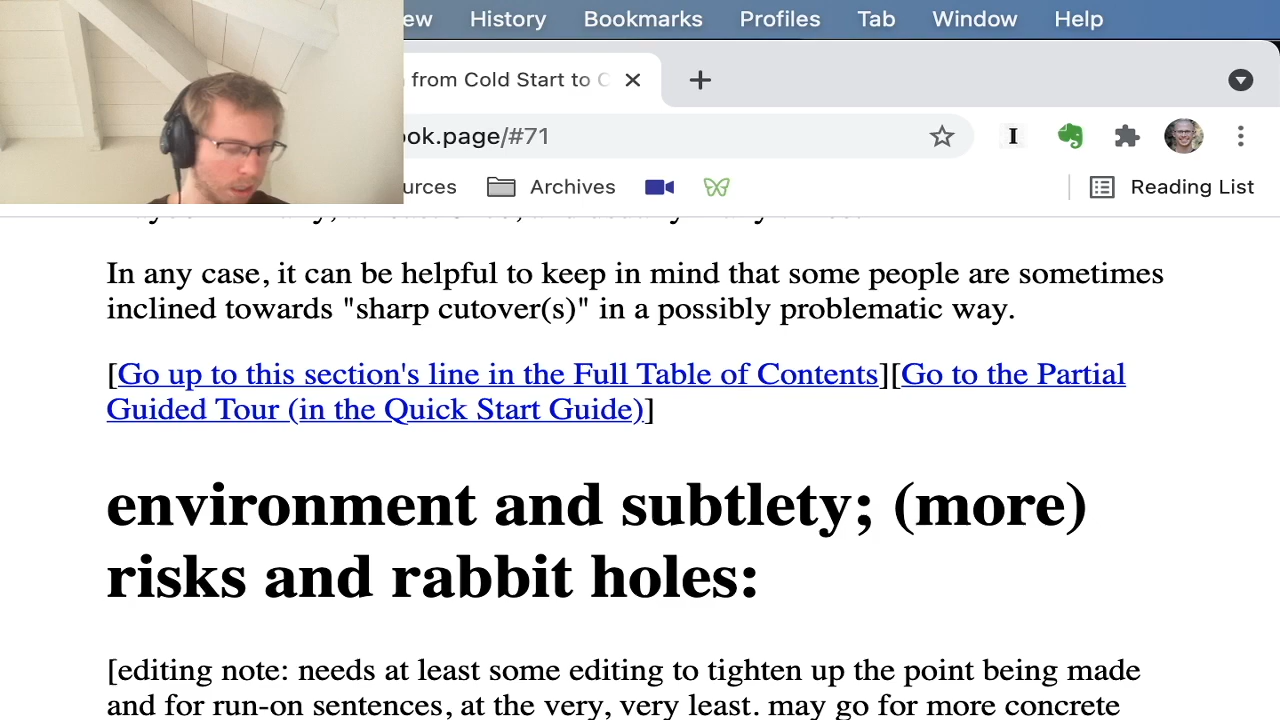 History Bookmarks Profiles Tab Window Help
from Cold Start to
ok.page/#71
Archives Reading List
In any case, it can be helpful to keep in mind that some people are sometimes
inclined towards "sharp cutover(s)" in a possibly problematic way.
[Go up to this section's line in the Full Table of Contents][Go to the Partial
Guided Tour (in the Quick Start Guide)]
environment and subtlety; (more)
risks and rabbit holes:
[editing note: needs at least some editing to tighten up the point being made
and for run-on sentences, at the very, very least. may go for more concrete